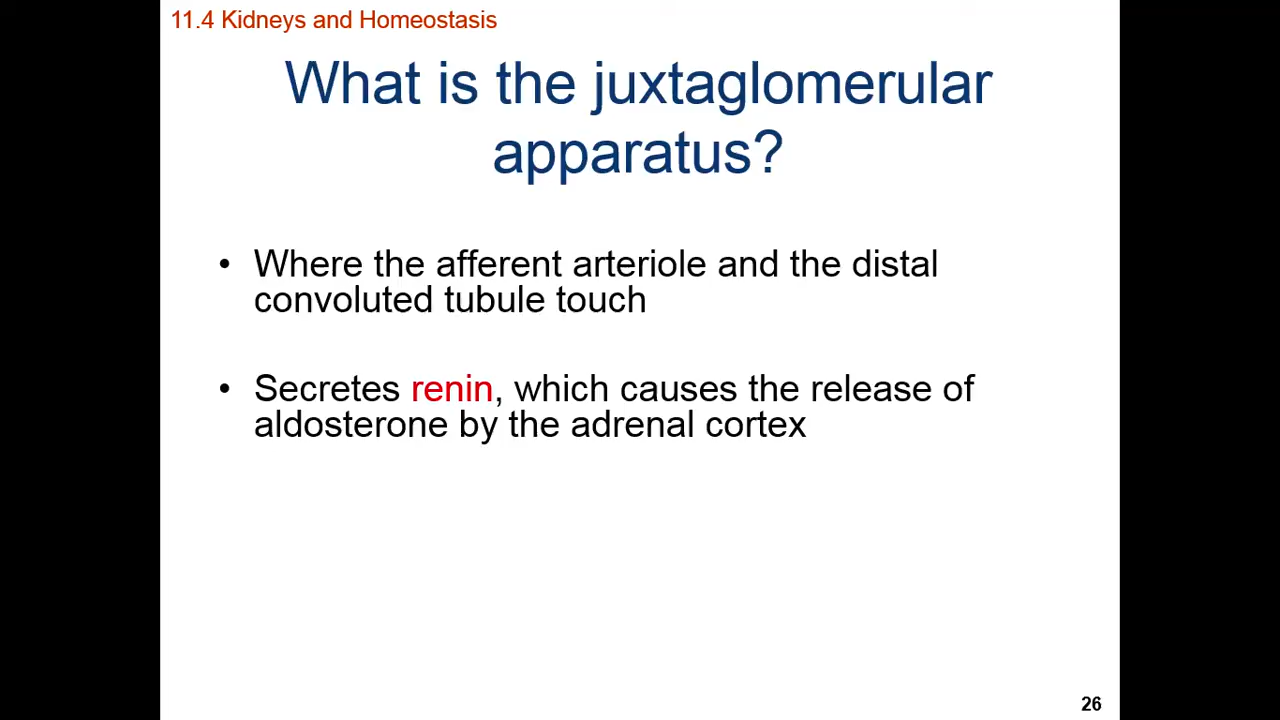 11.4 Kidneys and Homeostasis
What is the juxtaglomerular
apparatus?
• Where the afferent arteriole and the distal
convoluted tubule touch
• Secretes renin, which causes the release of
aldosterone by the adrenal cortex
26